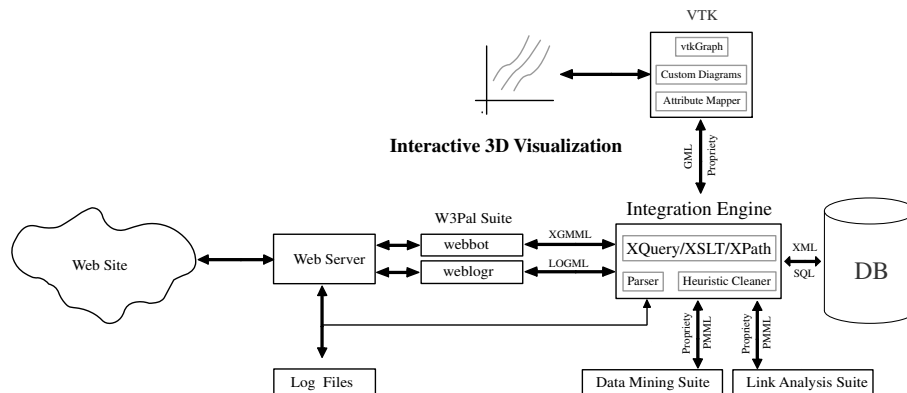 VTK
vtkGraph
Custom Diagrams
Attribute Mapper
Interactive 3D Visualization
GML
Propriety
Integration Engine
W3Pal Suite
Web Site
Web Server
webbot
weblogr
XGMML
LOGML
XQuery/XSLT/XPath
Parser
Heuristic Cleaner
XML
SQL
DB
Propriety
PMML
Propriety
PMML
Log Files
Data Mining Suite
Link Analysis Suite